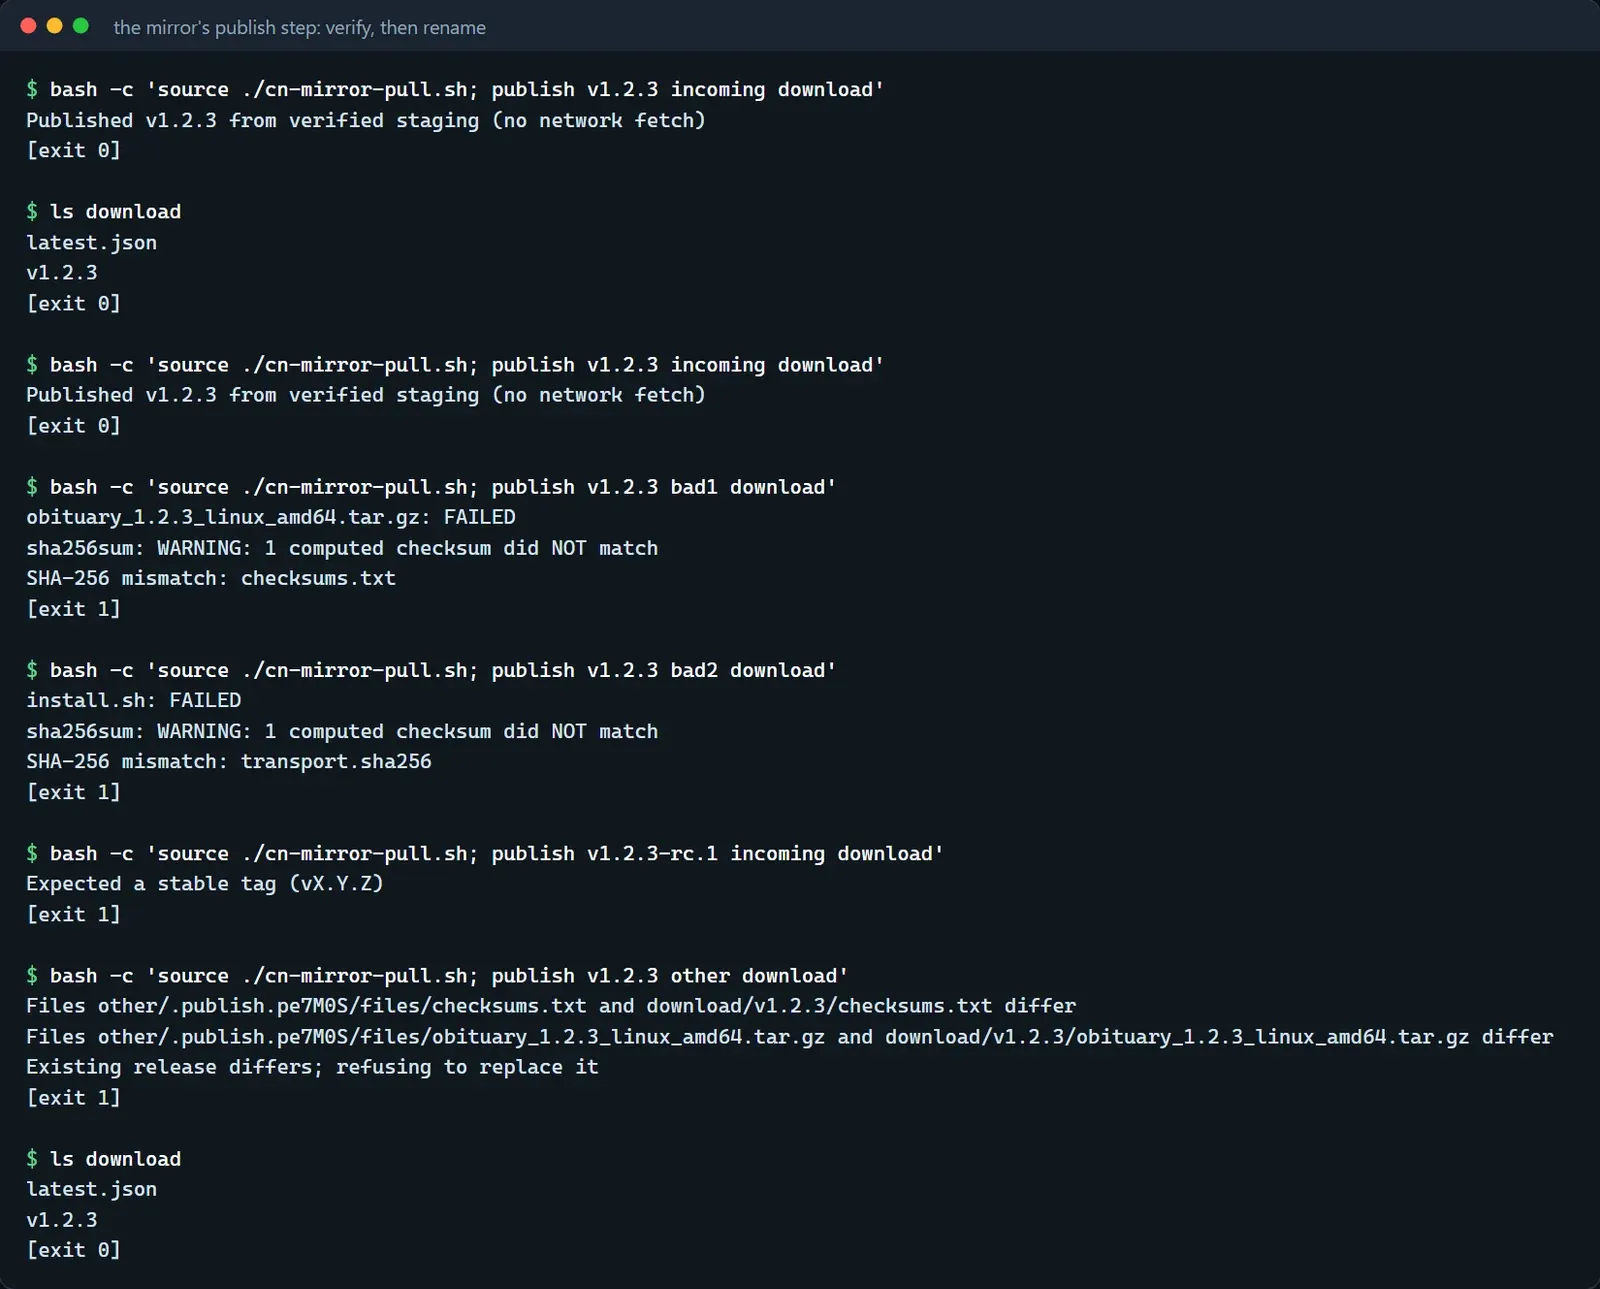 the mirror's publish step: verify, then rename
$ bash -c 'source ./cn-mirror-pull.sh; publish v1.2.3 incoming download'
Published v1.2.3 from verified staging (no network fetch)
[exit 0]
$ ls download
latest.json
v1.2.3
[exit 0]
$ bash -c 'source ./cn-mirror-pull.sh; publish v1.2.3 incoming download'
Published v1.2.3 from verified staging (no network fetch)
[exit 0]
$ bash -c 'source ./cn-mirror-pull.sh; publish v1.2.3 bad1 download'
obituary_1.2.3_linux_amd64.tar.gz: FAILED
sha256sum: WARNING: 1 computed checksum did NOT match
SHA-256 mismatch: checksums.txt
[exit 1]
$ bash -c 'source ./cn-mirror-pull.sh; publish v1.2.3 bad2 download'
install.sh: FAILED
sha256sum: WARNING: 1 computed checksum did NOT match
SHA-256 mismatch: transport.sha256
[exit 1]
$ bash -c 'source ./cn-mirror-pull.sh; publish v1.2.3-rc.1 incoming download'
Expected a stable tag (vX.Y.Z)
[exit 1]
$ bash -c 'source ./cn-mirror-pull.sh; publish v1.2.3 other download'
Files other/.publish.pe7M0S/files/checksums.txt and download/v1.2.3/checksums.txt differ
Files other/.publish.pe7M0S/files/obituary_1.2.3_linux_amd64.tar.gz and download/v1.2.3/obituary_1.2.3_linux_amd64.tar.gz differ
Existing release differs; refusing to replace it
[exit 1]
$ ls download
latest.json
v1.2.3
[exit 0]